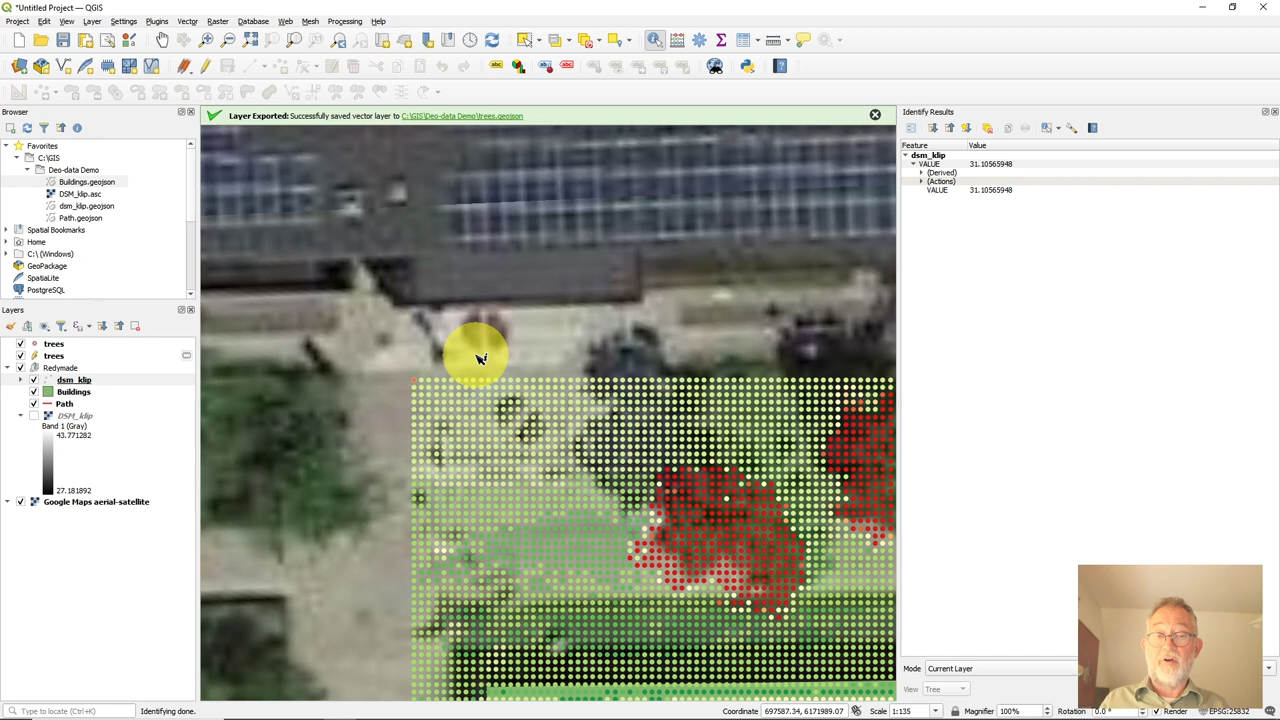 *Untitled Project — QGIS
Project Edit View Layer Settings Plugins Vector Raster Database Web Mesh Processing Help
Browser
Layer Exported: Successfully saved vector layer to C:\GIS\Deo-data Demo\trees.geojson
Identify Results
Favorites
C:\GIS
Deo-data Demo
Buildings.geojson
DSM_klip.asc
dsm_klip.geojson
Path.geojson
Spatial Bookmarks
Home
C:\ (Windows)
GeoPackage
SpatiaLite
PostgreSQL
Feature Value
dsm_klip
VALUE 31.10565948
(Derived)
(Actions)
VALUE 31.10565948
Layers
trees
trees
Redymade
dsm_klip
Buildings
Path
DSM_klip
Band 1 (Gray)
43.771282
27.181892
Google Maps aerial-satellite
Mode Current Layer
View Tree
Type to locate (Ctrl+K) Identifying done. Coordinate 697587.34, 6171989.07 Scale 1:135 Magnifier 100% Rotation 0.0 ° Render EPSG:25832